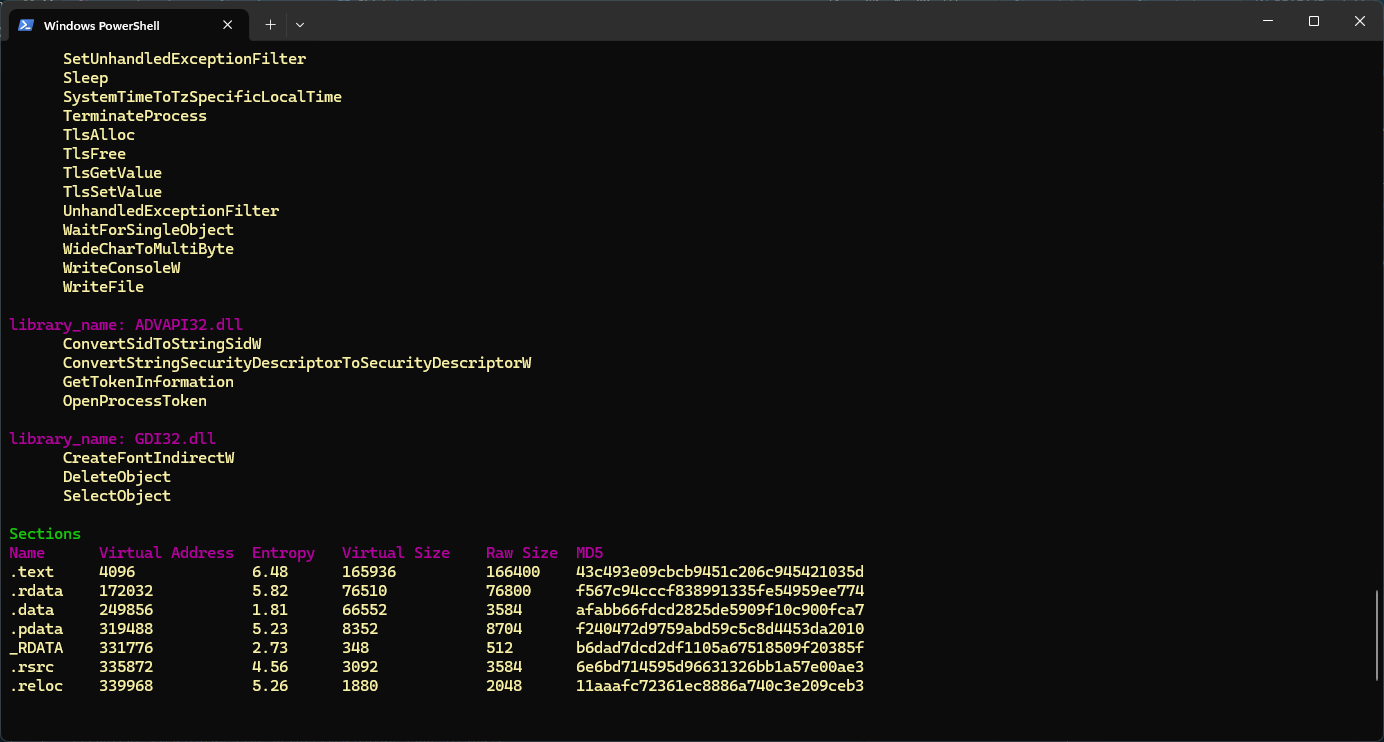 Windows PowerShell
SetUnhandledExceptionFilter
Sleep
SystemTimeToTzSpecificLocalTime
TerminateProcess
TlsAlloc
TlsFree
TlsGetValue
TlsSetValue
UnhandledExceptionFilter
WaitForSingleObject
WideCharToMultiByte
WriteConsoleW
WriteFile
library_name: ADVAPI32.dll
ConvertSidToStringSidW
ConvertStringSecurityDescriptorToSecurityDescriptorW
GetTokenInformation
OpenProcessToken
library_name: GDI32.dll
CreateFontIndirectW
DeleteObject
SelectObject
Sections
Name Virtual Address Entropy Virtual Size Raw Size MD5
.text 4096 6.48 165936 166400 43c493e09cbcb9451c206c945421035d
.rdata 172032 5.82 76510 76800 f567c94cccf838991335fe54959ee774
.data 249856 1.81 66552 3584 afabb66fdcd2825de5909f10c900fca7
.pdata 319488 5.23 8352 8704 f240472d9759abd59c5c8d4453da2010
_RDATA 331776 2.73 348 512 b6dad7dcd2df1105a67518509f20385f
.rsrc 335872 4.56 3092 3584 6e6bd714595d96631326bb1a57e00ae3
.reloc 339968 5.26 1880 2048 11aaafc72361ec8886a740c3e209ceb3